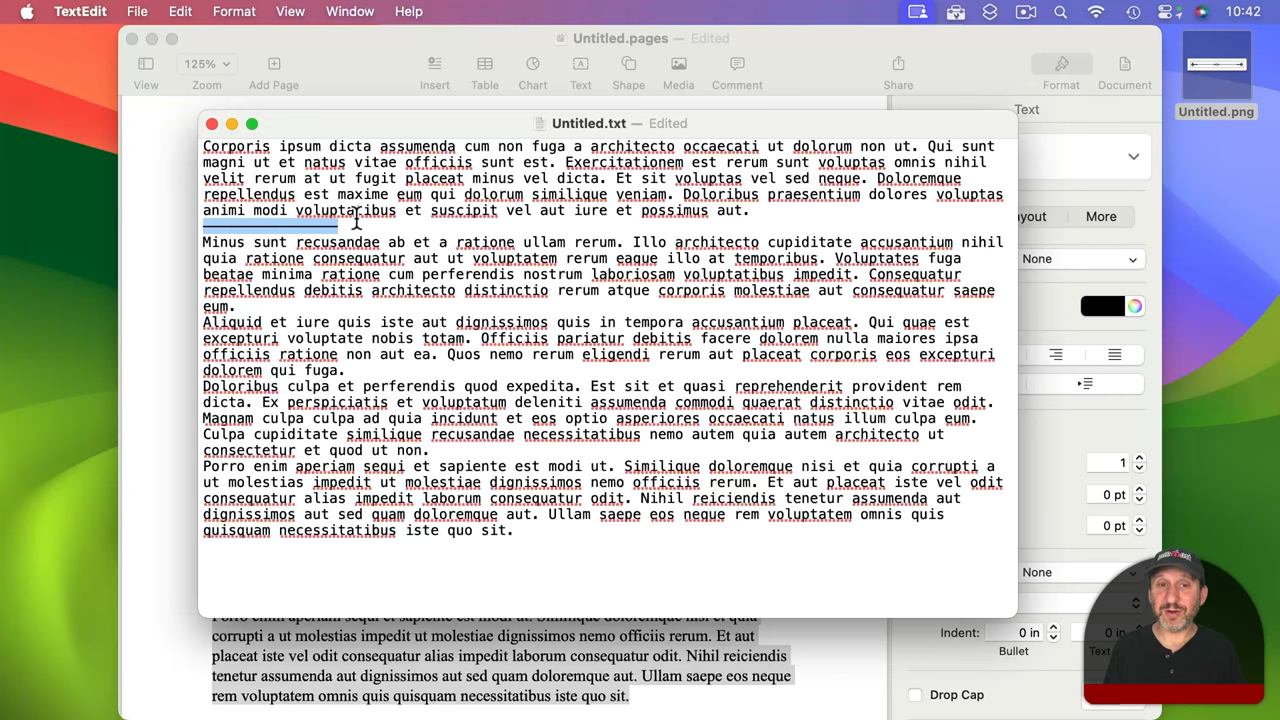 TextEdit File Edit Format View Window Help 10:42
Untitled.pages — Edited
125%
View Zoom Add Page Insert Table Chart Text Shape Media Comment Share Format Document
Untitled.png
Text
Untitled.txt — Edited
Corporis ipsum dicta assumenda cum non fuga a architecto occaecati ut dolorum non ut. Qui sunt
magni ut et natus vitae officiis sunt est. Exercitationem est rerum sunt voluptas omnis nihil
velit rerum at ut fugit placeat minus vel dicta. Et sit voluptas vel sed neque. Doloremque
repellendus est maxime eum qui dolorum similique veniam. Doloribus praesentium dolores voluptas
animi modi voluptatibus et suscipit vel aut iure et possimus aut.
————————————————
Minus sunt recusandae ab et a ratione ullam rerum. Illo architecto cupiditate accusantium nihil
quia ratione consequatur aut ut voluptatem rerum eaque illo at temporibus. Voluptates fuga
beatae minima ratione cum perferendis nostrum laboriosam voluptatibus impedit. Consequatur
repellendus debitis architecto distinctio rerum atque corporis molestiae aut consequatur saepe
eum.
Aliquid et iure quis iste aut dignissimos quis in tempora accusantium placeat. Qui quae est
excepturi voluptate nobis totam. Officiis pariatur debitis facere dolorem nulla maiores ipsa
officiis ratione non aut ea. Quos nemo rerum eligendi rerum aut placeat corporis eos excepturi
dolorem qui fuga.
Doloribus culpa et perferendis quod expedita. Est sit et quasi reprehenderit provident rem
dicta. Ex perspiciatis et voluptatum deleniti assumenda commodi quaerat distinctio vitae odit.
Magnam culpa culpa ad quia incidunt et eos optio asperiores occaecati natus illum culpa eum.
Culpa cupiditate similique recusandae necessitatibus nemo autem quia autem architecto ut
consectetur et quod ut non.
Porro enim aperiam sequi et sapiente est modi ut. Similique doloremque nisi et quia corrupti a
ut molestias impedit ut molestiae dignissimos nemo officiis rerum. Et aut placeat iste vel odit
consequatur alias impedit laborum consequatur odit. Nihil reiciendis tenetur assumenda aut
dignissimos aut sed quam doloremque aut. Ullam saepe eos neque rem voluptatem omnis quis
quisquam necessitatibus iste quo sit.
More
None
1
0 pt
0 pt
None
Indent: 0 in 0 in
Bullet Text
Drop Cap
corrupti a ut molestias impedit ut molestiae dignissimos nemo officiis rerum. Et aut
placeat iste vel odit consequatur alias impedit laborum consequatur odit. Nihil reiciendis
tenetur assumenda aut dignissimos aut sed quam doloremque aut. Ullam saepe eos neque
rem voluptatem omnis quis quisquam necessitatibus iste quo sit.